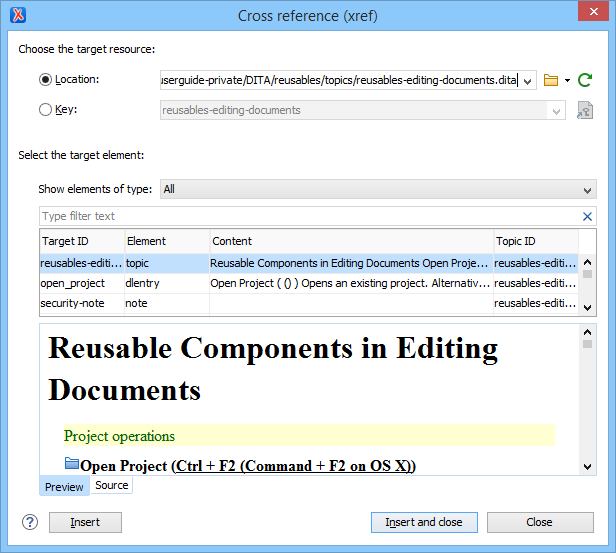 Cross reference (xref)
Choose the target resource:
Location: userguide-private/DITA/reusables/topics/reusables-editing-documents.dita
Key: reusables-editing-documents
Select the target element:
Show elements of type: All
Type filter text
Target ID Element Content Topic ID
reusables-editi... topic Reusable Components in Editing Documents Open Proje... reusables-editi...
open_project dlentry Open Project ( () ) Opens an existing project. Alternativ... reusables-editi...
security-note note reusables-editi...
Reusable Components in Editing
Documents
Project operations
Open Project (Ctrl + F2 (Command + F2 on OS X))
Preview Source
? Insert Insert and close Close